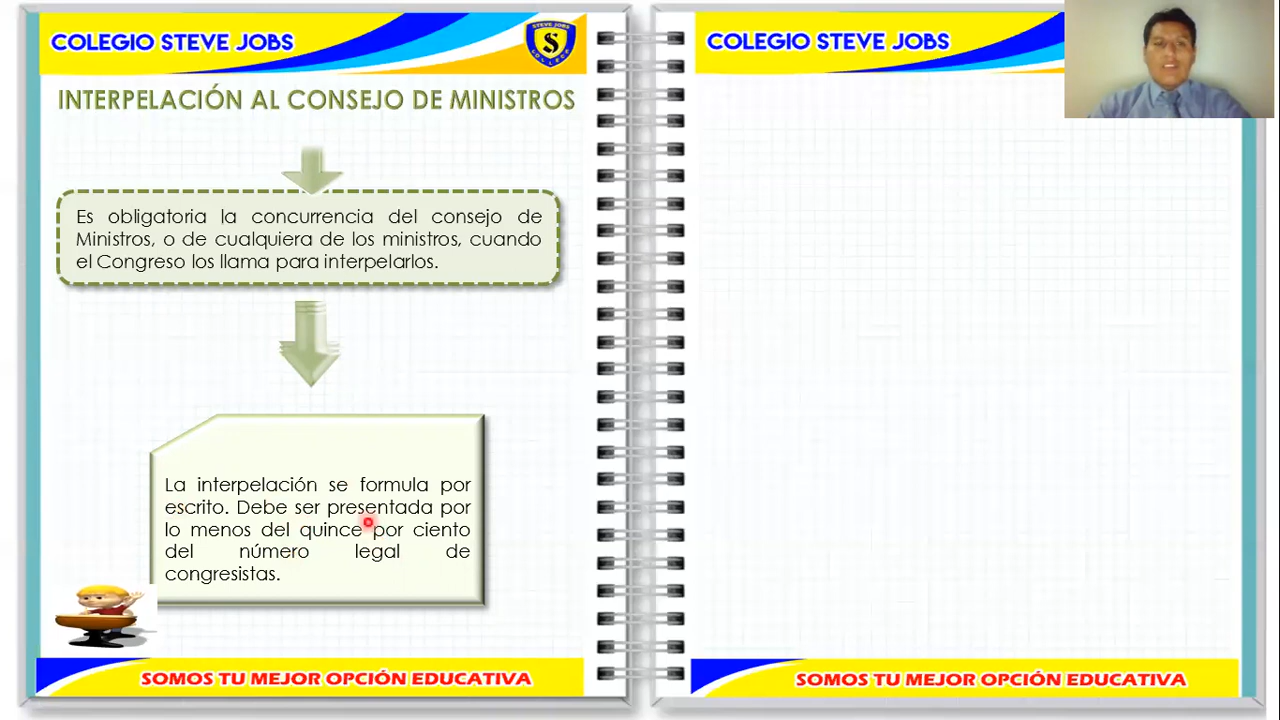 COLEGIO STEVE JOBS
STEVE JOBS
S
COLLEGE
INTERPELACIÓN AL CONSEJO DE MINISTROS
Es obligatoria la concurrencia del consejo de
Ministros, o de cualquiera de los ministros, cuando
el Congreso los llama para interpelarlos.
La interpelación se formula por
escrito. Debe ser presentada por
lo menos del quince por ciento
del número legal de
congresistas.
SOMOS TU MEJOR OPCIÓN EDUCATIVA
COLEGIO STEVE JOBS
SOMOS TU MEJOR OPCIÓN EDUCATIVA